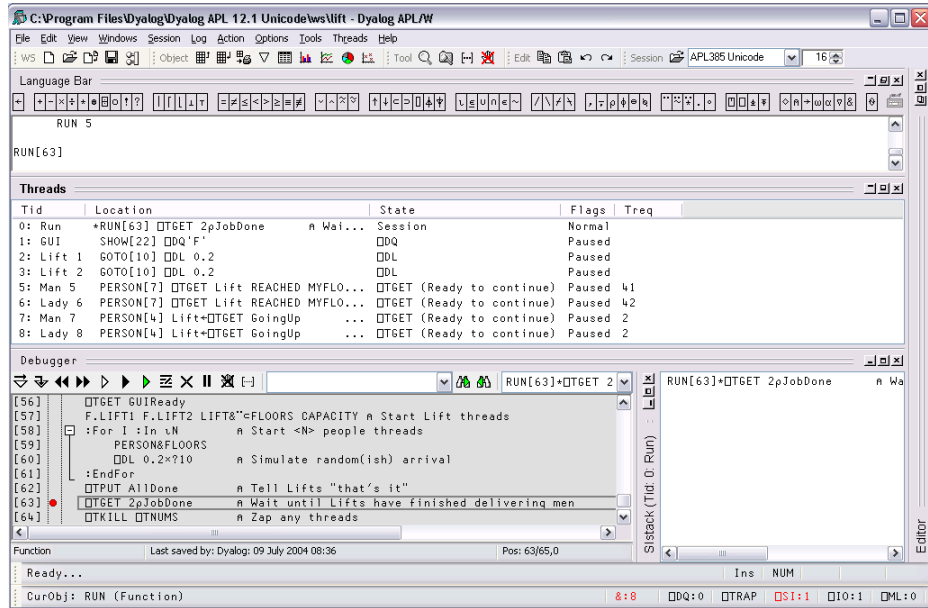 C:\Program Files\Dyalog\Dyalog APL 12.1 Unicode\ws\lift - Dyalog APL/W
File Edit View Windows Session Log Action Options Tools Threads Help
WS Object Tool Edit Session APL385 Unicode 16
Language Bar
← + - × ÷ * ⍟ ⌹ ○ ! ? | ⌈ ⌊ ⊥ ⊤ = ≠ ≤ < > ≥ ≡ ≢ ∨ ∧ ⍲ ⍱ ↑ ↓ ⊂ ⊃ ⌷ ⍋ ⍒ ⍳ ⍷ ∪ ∩ ∊ ~ / \ ⌿ ⍀ , ⍪ ⍴ ⌽ ⊖ ⍉ ¨ ⍨ ⍣ . ∘ ⍞ ⎕ ⍎ ⍕ ⋄ ⍝ → ⍵ ⍺ ∇ & ⍬
RUN 5
RUN[63]
Threads
Tid Location State Flags Treq
0: Run *RUN[63] ⎕TGET 2⍴JobDone ⍝ Wai... Session Normal
1: GUI SHOW[22] ⎕DQ'F' ⎕DQ Paused
2: Lift 1 GOTO[10] ⎕DL 0.2 ⎕DL Paused
3: Lift 2 GOTO[10] ⎕DL 0.2 ⎕DL Paused
5: Man 5 PERSON[7] ⎕TGET Lift REACHED MYFLO... ⎕TGET (Ready to continue) Paused 41
6: Lady 6 PERSON[7] ⎕TGET Lift REACHED MYFLO... ⎕TGET (Ready to continue) Paused 42
7: Man 7 PERSON[4] Lift←⎕TGET GoingUp ... ⎕TGET (Ready to continue) Paused 2
8: Lady 8 PERSON[4] Lift←⎕TGET GoingUp ... ⎕TGET (Ready to continue) Paused 2
Debugger
RUN[63]*⎕TGET 2
[56] ⎕TGET GUIReady
[57] F.LIFT1 F.LIFT2 LIFT&¨⊂FLOORS CAPACITY ⍝ Start Lift threads
[58] :For I :In ⍳N ⍝ Start <N> people threads
[59] PERSON&FLOORS
[60] ⎕DL 0.2×?10 ⍝ Simulate random(ish) arrival
[61] :EndFor
[62] ⎕TPUT AllDone ⍝ Tell Lifts "that's it"
[63] ⎕TGET 2⍴JobDone ⍝ Wait until Lifts have finished delivering men
[64] ⎕TKILL ⎕TNUMS ⍝ Zap any threads
Function Last saved by: Dyalog: 09 July 2004 08:36 Pos: 63/65,0
SIstack (Tid: 0: Run)
RUN[63]*⎕TGET 2⍴JobDone ⍝ Wa
Editor
Ready... Ins NUM
CurObj: RUN (Function) &:8 ⎕DQ:0 ⎕TRAP ⎕SI:1 ⎕IO:1 ⎕ML:0